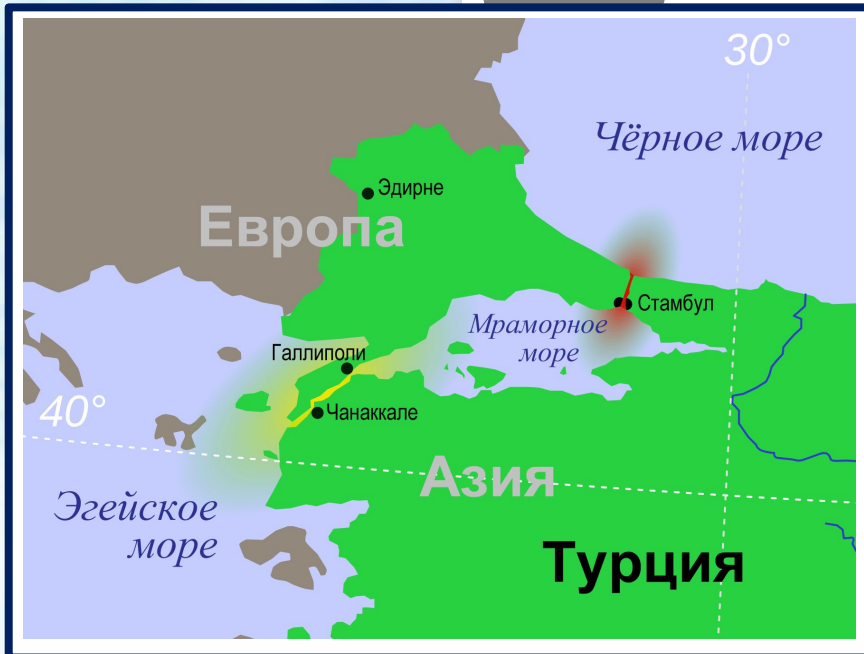 30°
Чёрное море
Эдирне
Европа
Стамбул
Мраморное
море
Галлиполи
40°
Чанаккале
Азия
Эгейское
море
Турция